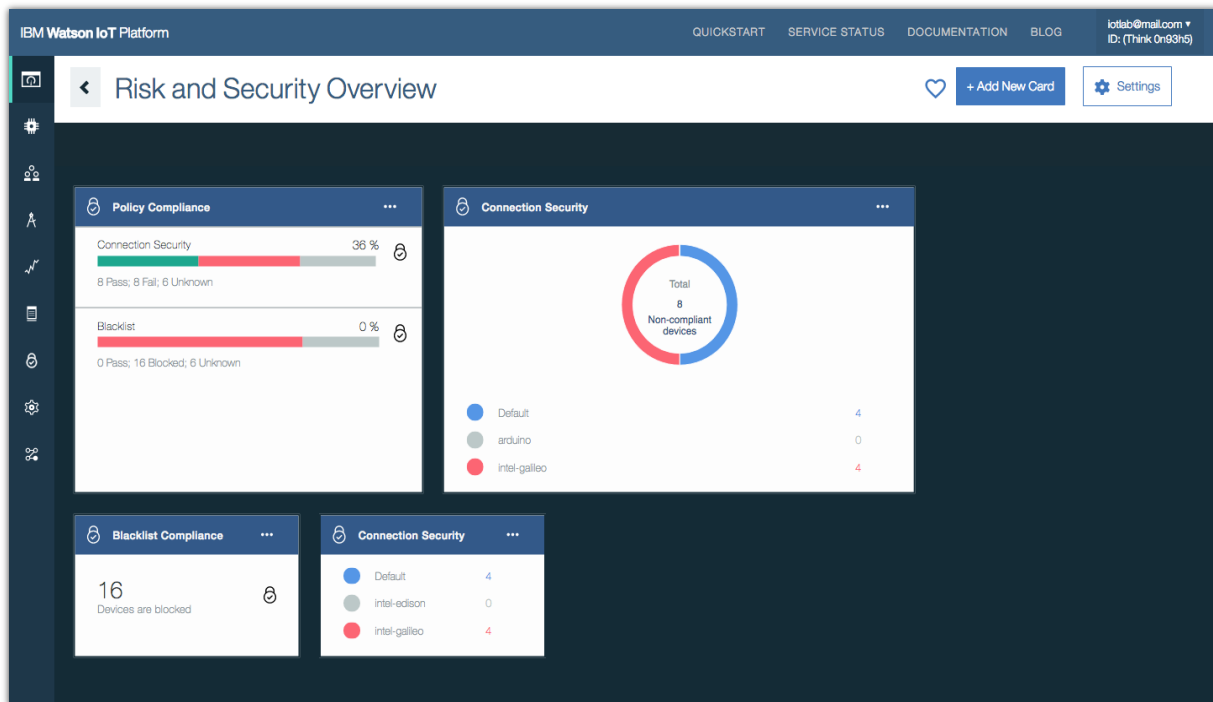 IBM Watson IoT Platform
QUICKSTART SERVICE STATUS DOCUMENTATION BLOG
iotlab@mail.com ▾
ID: (Think 0n93h5)
Risk and Security Overview
+ Add New Card
Settings
Policy Compliance
Connection Security 36 %
8 Pass; 8 Fail; 6 Unknown
Blacklist 0 %
0 Pass; 16 Blocked; 6 Unknown
Connection Security
Total
8
Non-compliant
devices
Default 4
arduino 0
intel-galileo 4
Blacklist Compliance
16
Devices are blocked
Connection Security
Default 4
intel-edison 0
intel-galileo 4